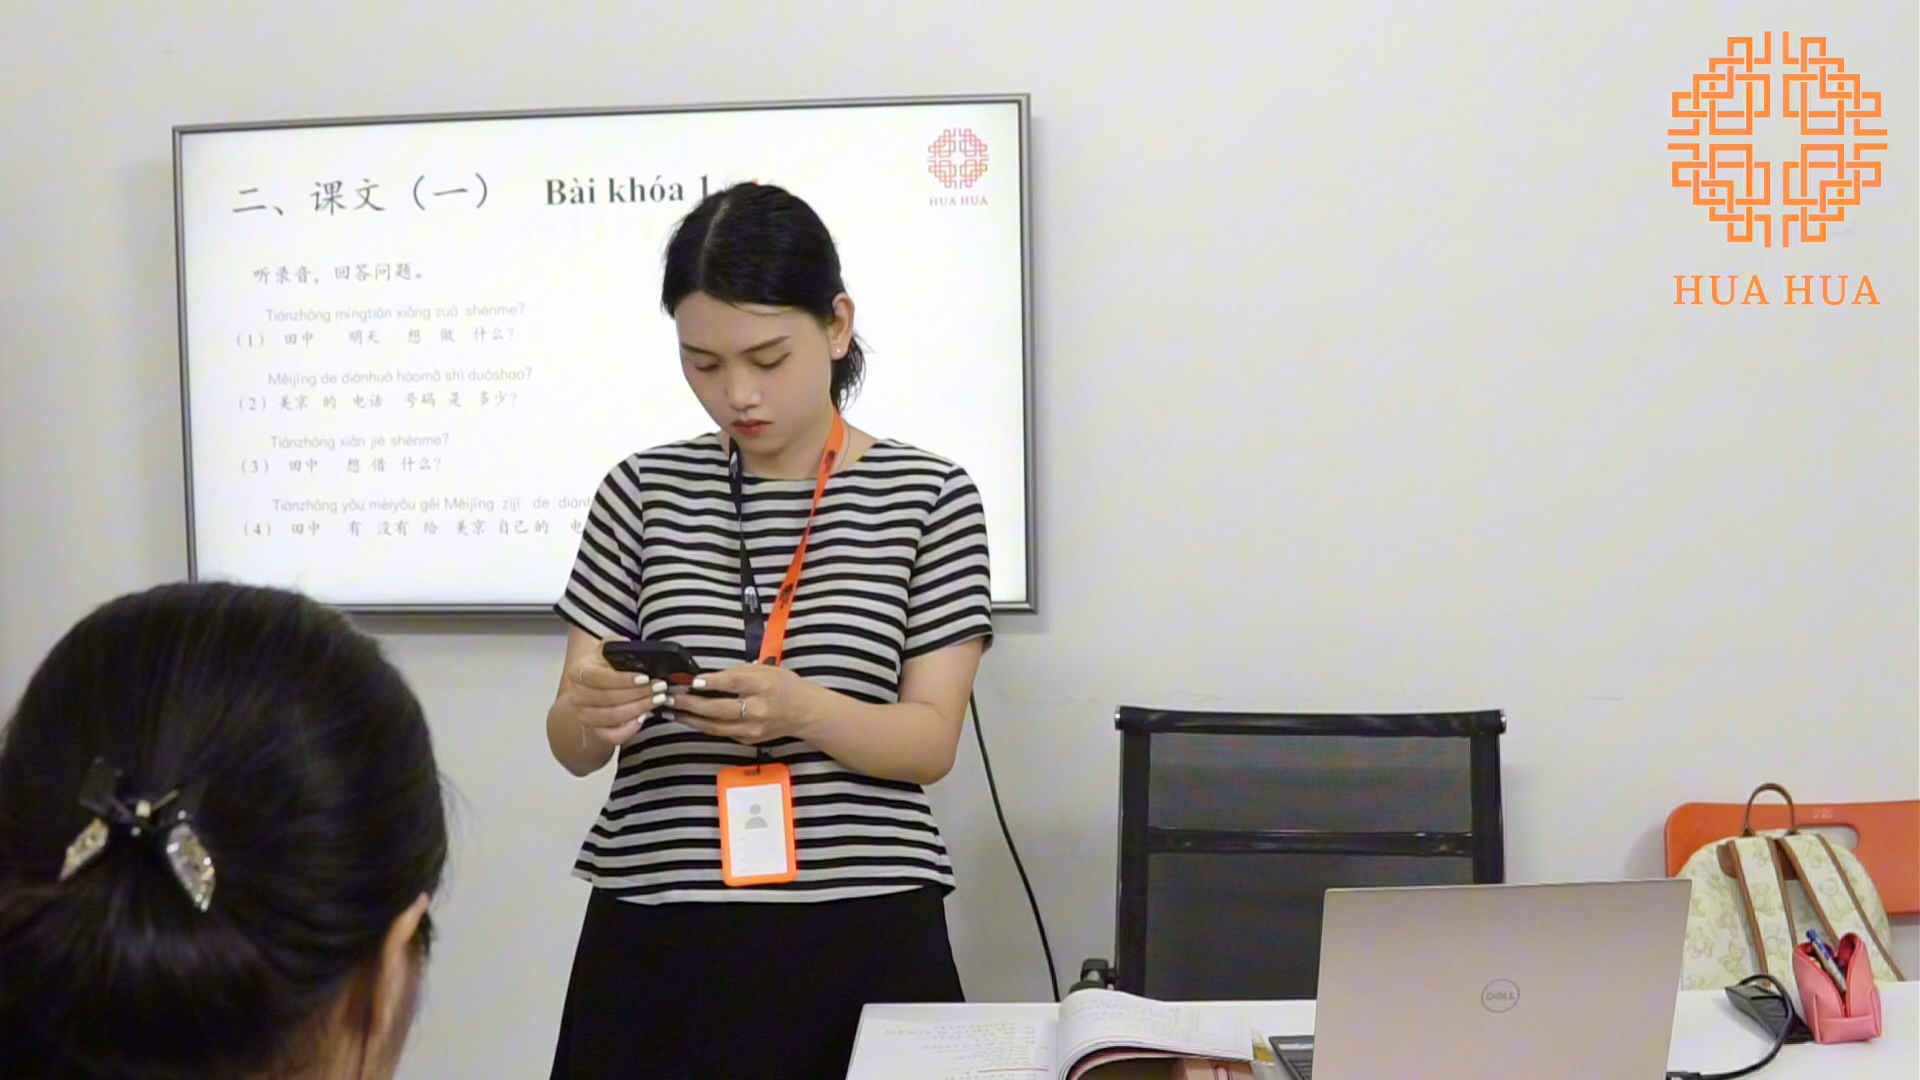 二、课文（一） Bài khóa 1
HUA HUA
听录音，回答问题。
Tiánzhōng míngtiān xiǎng zuò shénme?
（1） 田中 明天 想 做 什么？
Měijīng de diànhuà hàomǎ shì duōshao?
（2）美京 的 电话 号码 是 多少？
Tiánzhōng xiǎn jiè shénme?
（3） 田中 想 借 什么？
Tiánzhōng yǒu méiyǒu gěi Měijīng zìjǐ de
（4） 田中 有 没有 给 美京 自己 的 电
HUA HUA
DELL